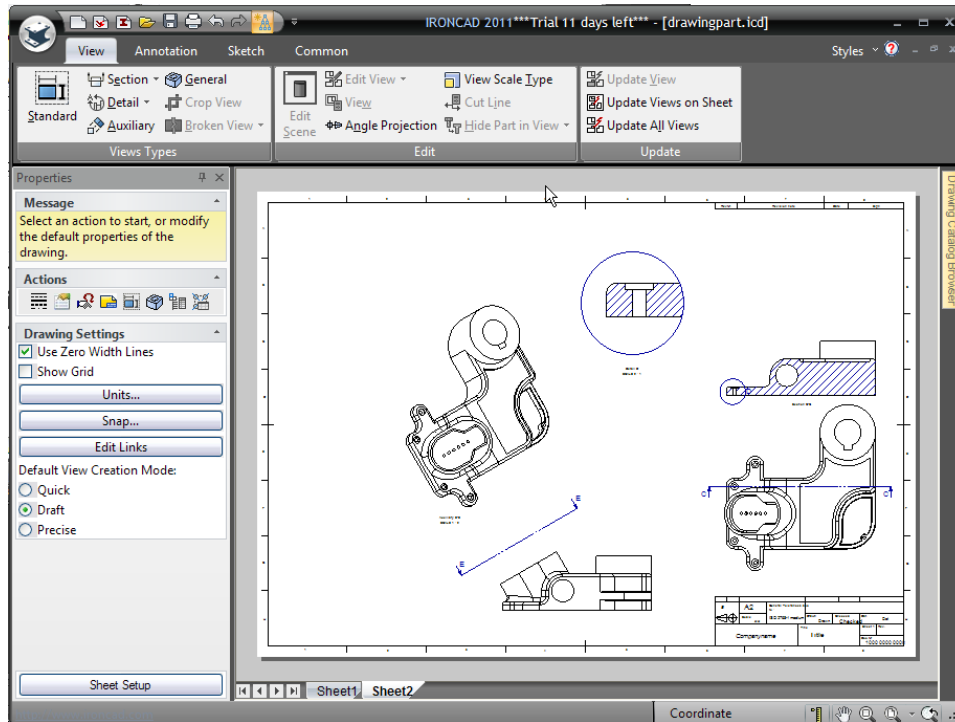 IRONCAD 2011***Trial 11 days left*** - [drawingpart.icd]
View Annotation Sketch Common Styles
Standard
Section General
Detail Crop View
Auxiliary Broken View
Views Types
Edit Scene
Edit View View Scale Type
View Cut Line
Angle Projection Hide Part in View
Edit
Update View
Update Views on Sheet
Update All Views
Update
Properties
Message
Select an action to start, or modify
the default properties of the
drawing.
Actions
Drawing Settings
Use Zero Width Lines
Show Grid
Units...
Snap...
Edit Links
Default View Creation Mode:
Quick
Draft
Precise
Sheet Setup
Drawing Catalog Browser
E
E
C
C
A2
Companyname
Title
Sheet1 Sheet2
Coordinate